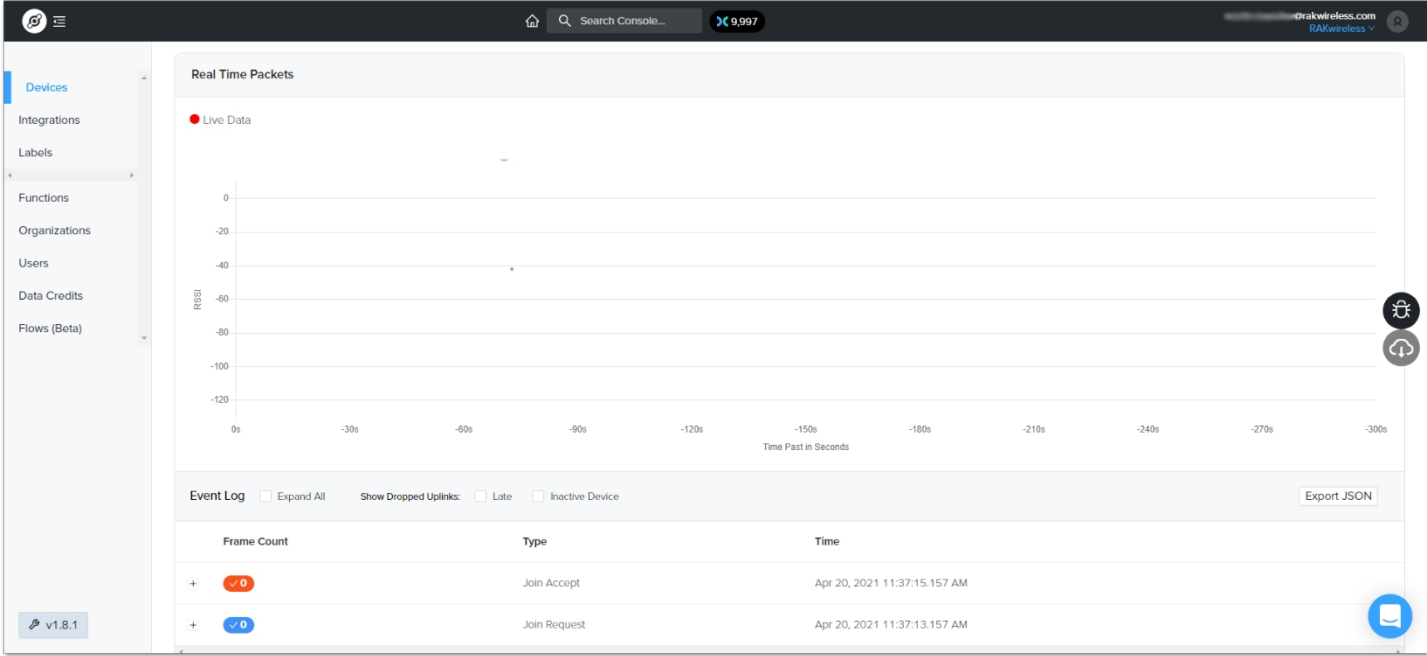 Search Console...
9,997
@rakwireless.com
RAKwireless
R
Devices
Integrations
Labels
Functions
Organizations
Users
Data Credits
Flows (Beta)
v1.8.1
Real Time Packets
Live Data
0
-20
-40
-60
-80
-100
-120
RSSI
0s -30s -60s -90s -120s -150s -180s -210s -240s -270s -300s
Time Past in Seconds
Event Log Expand All Show Dropped Uplinks: Late Inactive Device Export JSON
Frame Count Type Time
+ 0 Join Accept Apr 20, 2021 11:37:15.157 AM
+ 0 Join Request Apr 20, 2021 11:37:13.157 AM